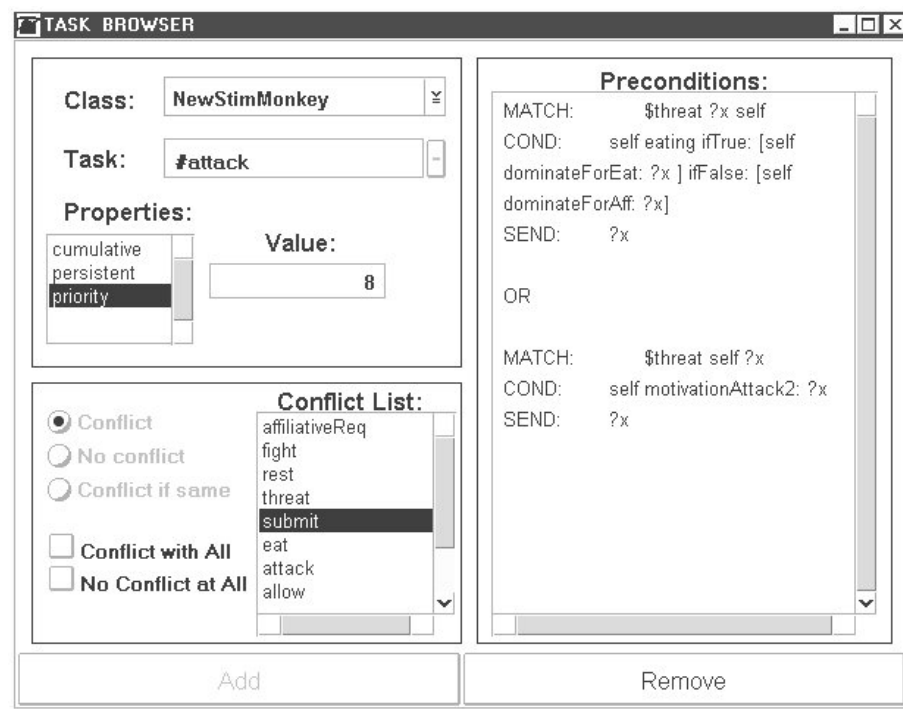 TASK BROWSER
Class:
NewStimMonkey
Task:
#attack
Properties:
cumulative
persistent
priority
Value:
8
Conflict
No conflict
Conflict if same
Conflict with All
No Conflict at All
Conflict List:
affiliativeReq
fight
rest
threat
submit
eat
attack
allow
Preconditions:
MATCH: $threat ?x self
COND: self eating ifTrue: [self
dominateForEat: ?x ] ifFalse: [self
dominateForAff: ?x]
SEND: ?x
OR
MATCH: $threat self ?x
COND: self motivationAttack2: ?x
SEND: ?x
Add
Remove